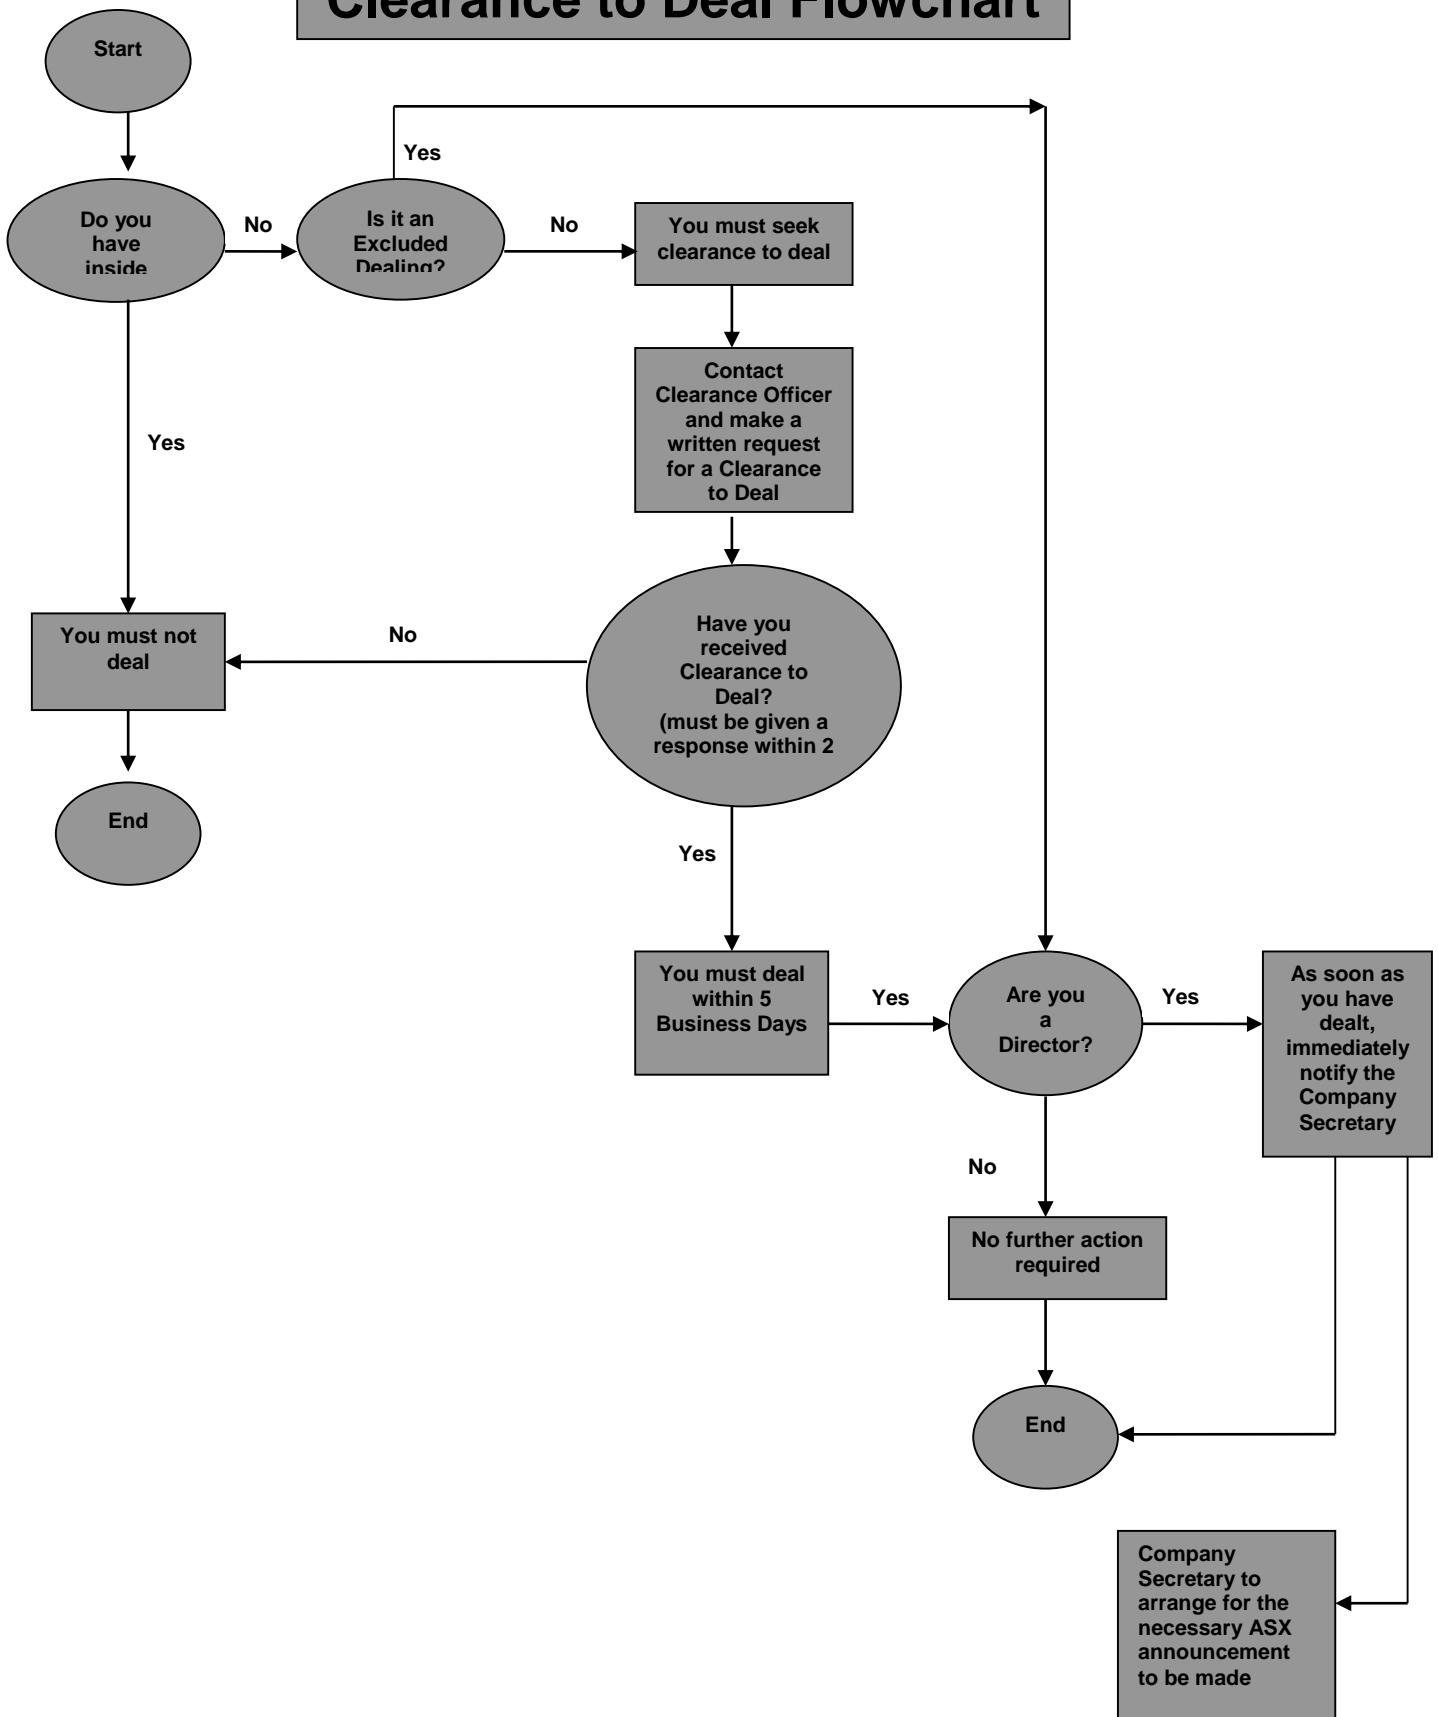 Clearance to Deal Flowchart
Start
Yes
Do you
have
inside
No
Is it an
Excluded
Dealing?
No
You must seek
clearance to deal
Contact
Clearance Officer
and make a
written request
for a Clearance
to Deal
Yes
You must not
deal
No
Have you
received
Clearance to
Deal?
(must be given a
response within 2
End
Yes
You must deal
within 5
Business Days
Yes
Are you
a
Director?
Yes
As soon as
you have
dealt,
immediately
notify the
Company
Secretary
No
No further action
required
End
Company
Secretary to
arrange for the
necessary ASX
announcement
to be made